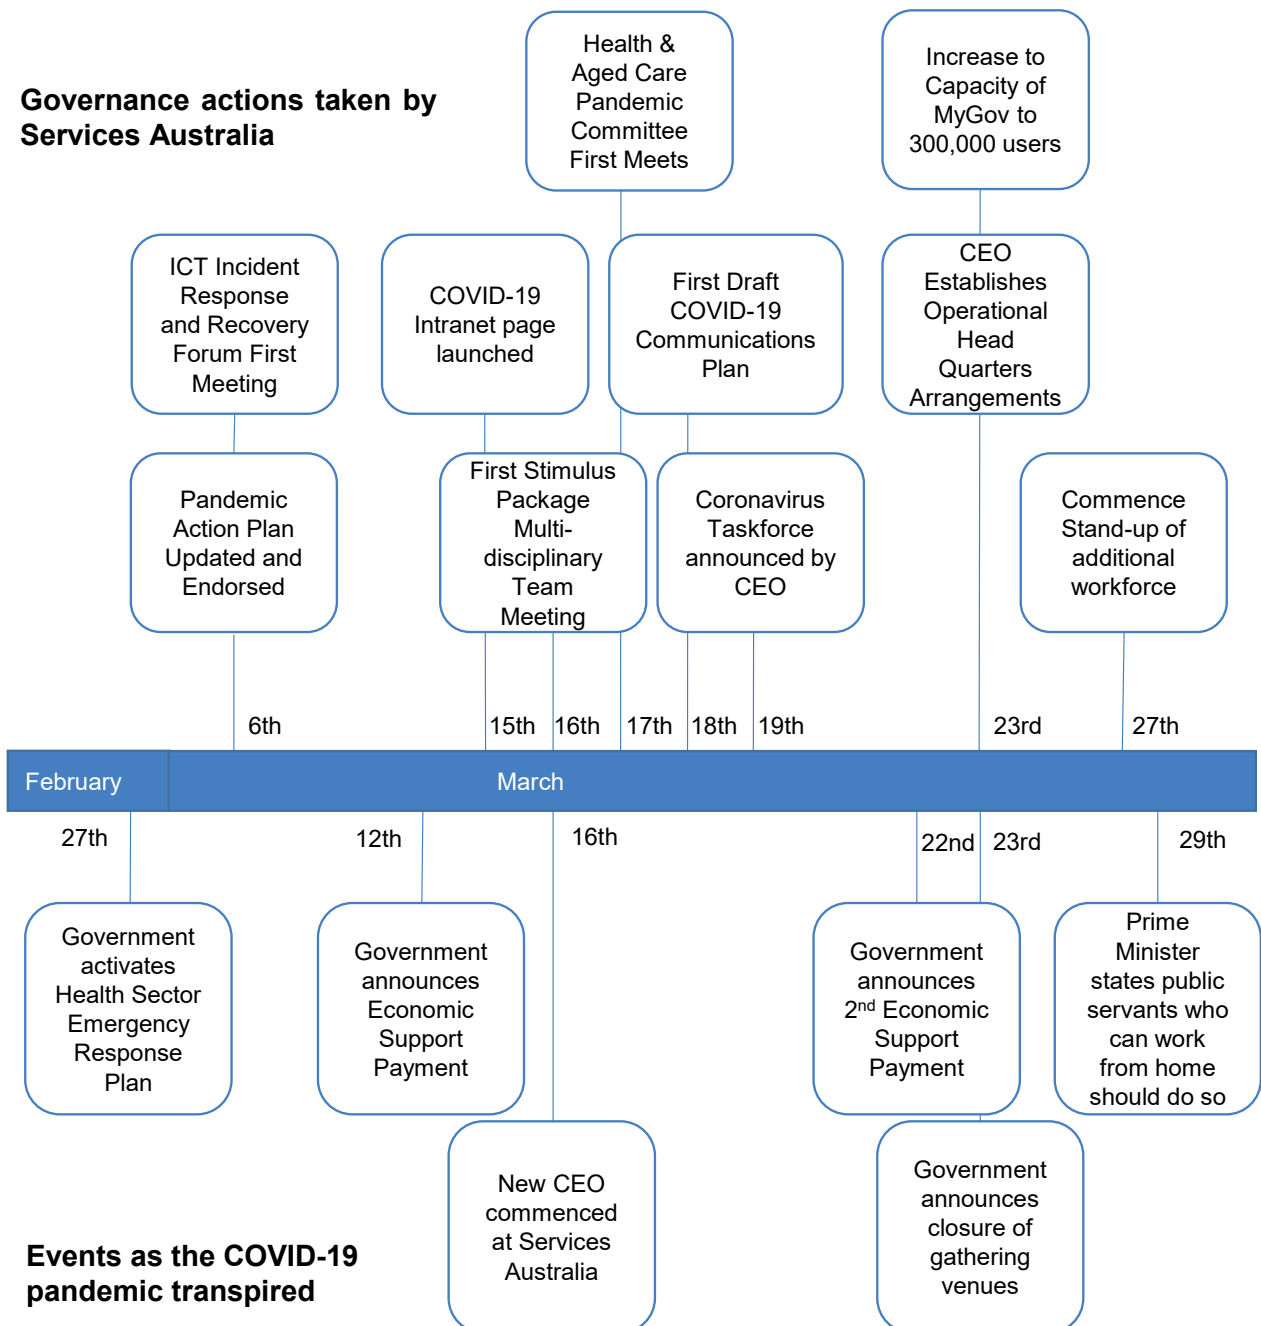 Governance actions taken by
Services Australia
Health &
Aged Care
Pandemic
Committee
First Meets
Increase to
Capacity of
MyGov to
300,000 users
ICT Incident
Response
and Recovery
Forum First
Meeting
COVID-19
Intranet page
launched
First Draft
COVID-19
Communications
Plan
CEO
Establishes
Operational
Head
Quarters
Arrangements
Pandemic
Action Plan
Updated and
Endorsed
First Stimulus
Package
Multi-
disciplinary
Team
Meeting
Coronavirus
Taskforce
announced by
CEO
Commence
Stand-up of
additional
workforce
6th
15th
16th
17th
18th
19th
23rd
27th
February
March
27th
12th
16th
22nd
23rd
29th
Government
activates
Health Sector
Emergency
Response
Plan
Government
announces
Economic
Support
Payment
Government
announces
2nd Economic
Support
Payment
Prime
Minister
states public
servants who
can work
from home
should do so
New CEO
commenced
at Services
Australia
Government
announces
closure of
gathering
venues
Events as the COVID-19
pandemic transpired